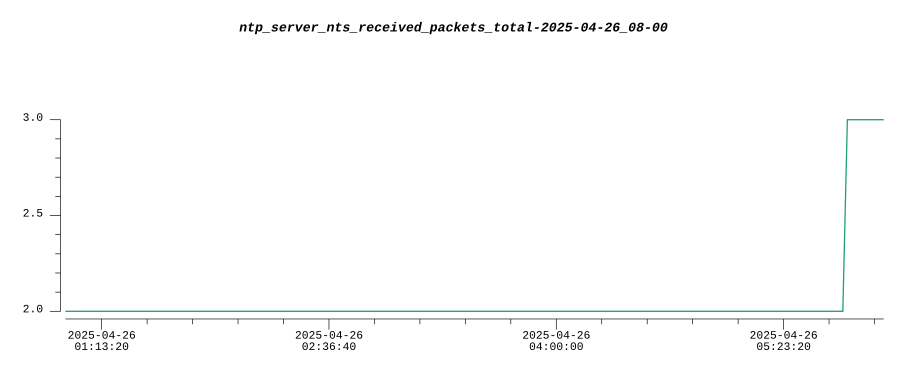 ntp_server_nts_received_packets_total-2025-04-26_08-00
3.0
2.5
2.0
2025-04-26 2025-04-26 2025-04-26 2025-04-26
01:13:20 02:36:40 04:00:00 05:23:20